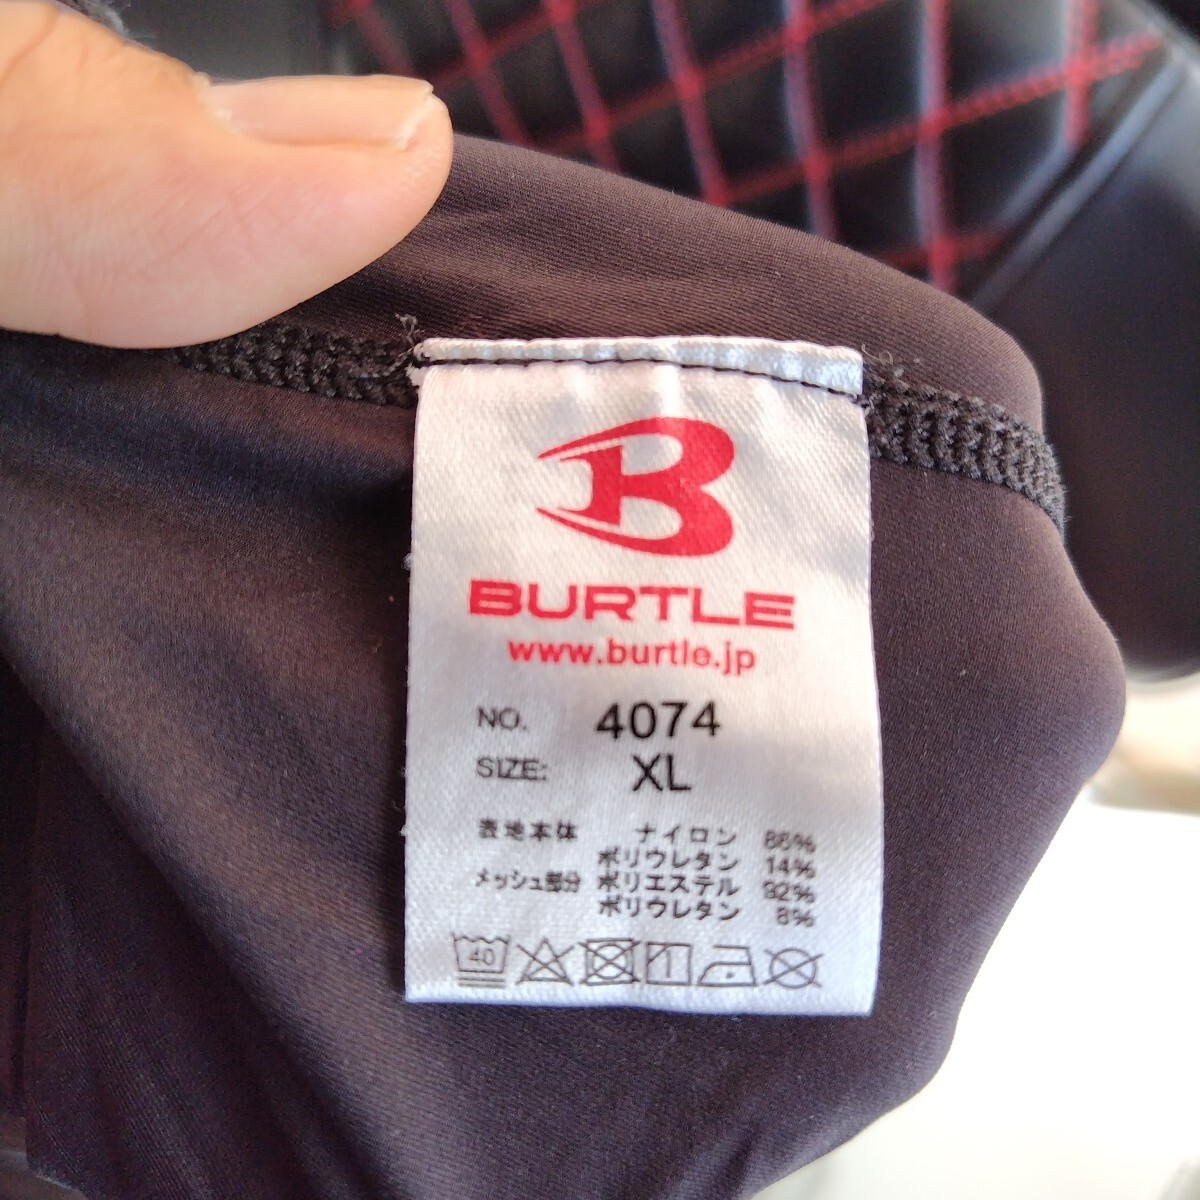 BURTLE
www.burtle.jp
NO. 4074
SIZE: XL
表地本体 ナイロン 86%
ポリウレタン 14%
メッシュ部分 ポリエステル 92%
ポリウレタン 8%
40